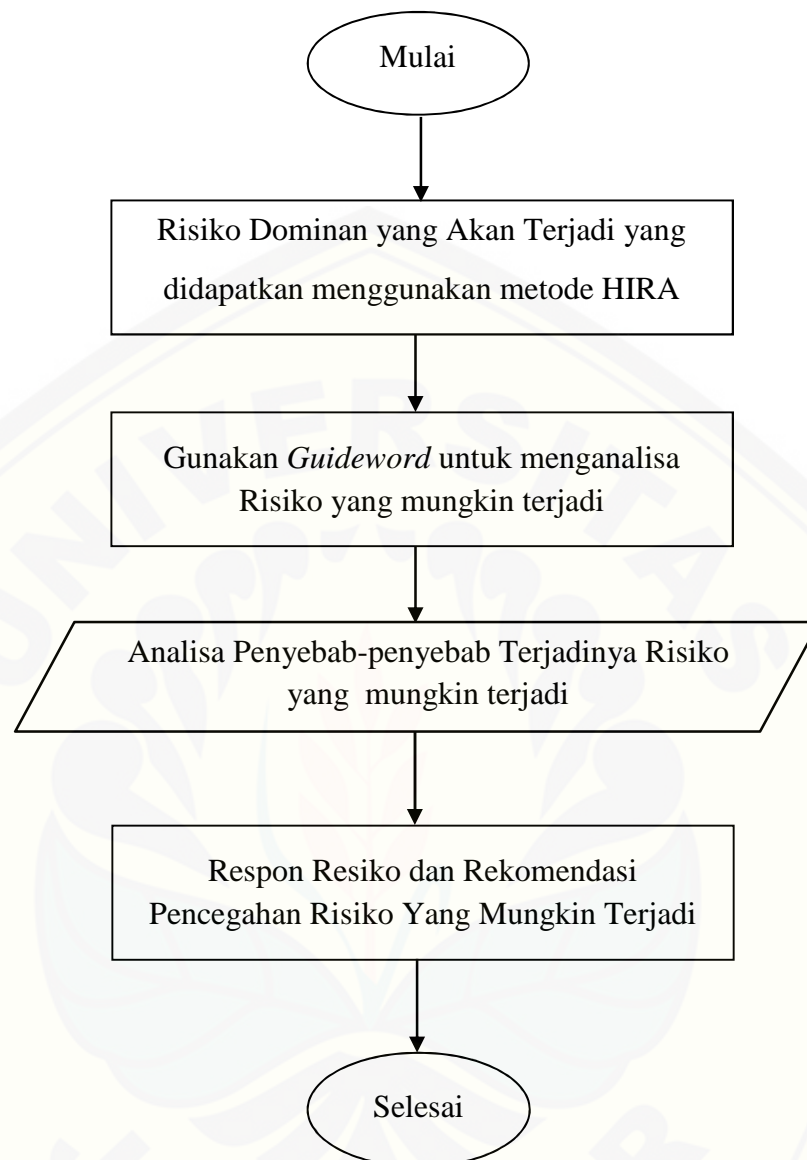 Mulai
Risiko Dominan yang Akan Terjadi yang
didapatkan menggunakan metode HIRA
Gunakan Guideword untuk menganalisa
Risiko yang mungkin terjadi
Analisa Penyebab-penyebab Terjadinya Risiko
yang mungkin terjadi
Respon Resiko dan Rekomendasi
Pencegahan Risiko Yang Mungkin Terjadi
Selesai
UNIVERSITAS